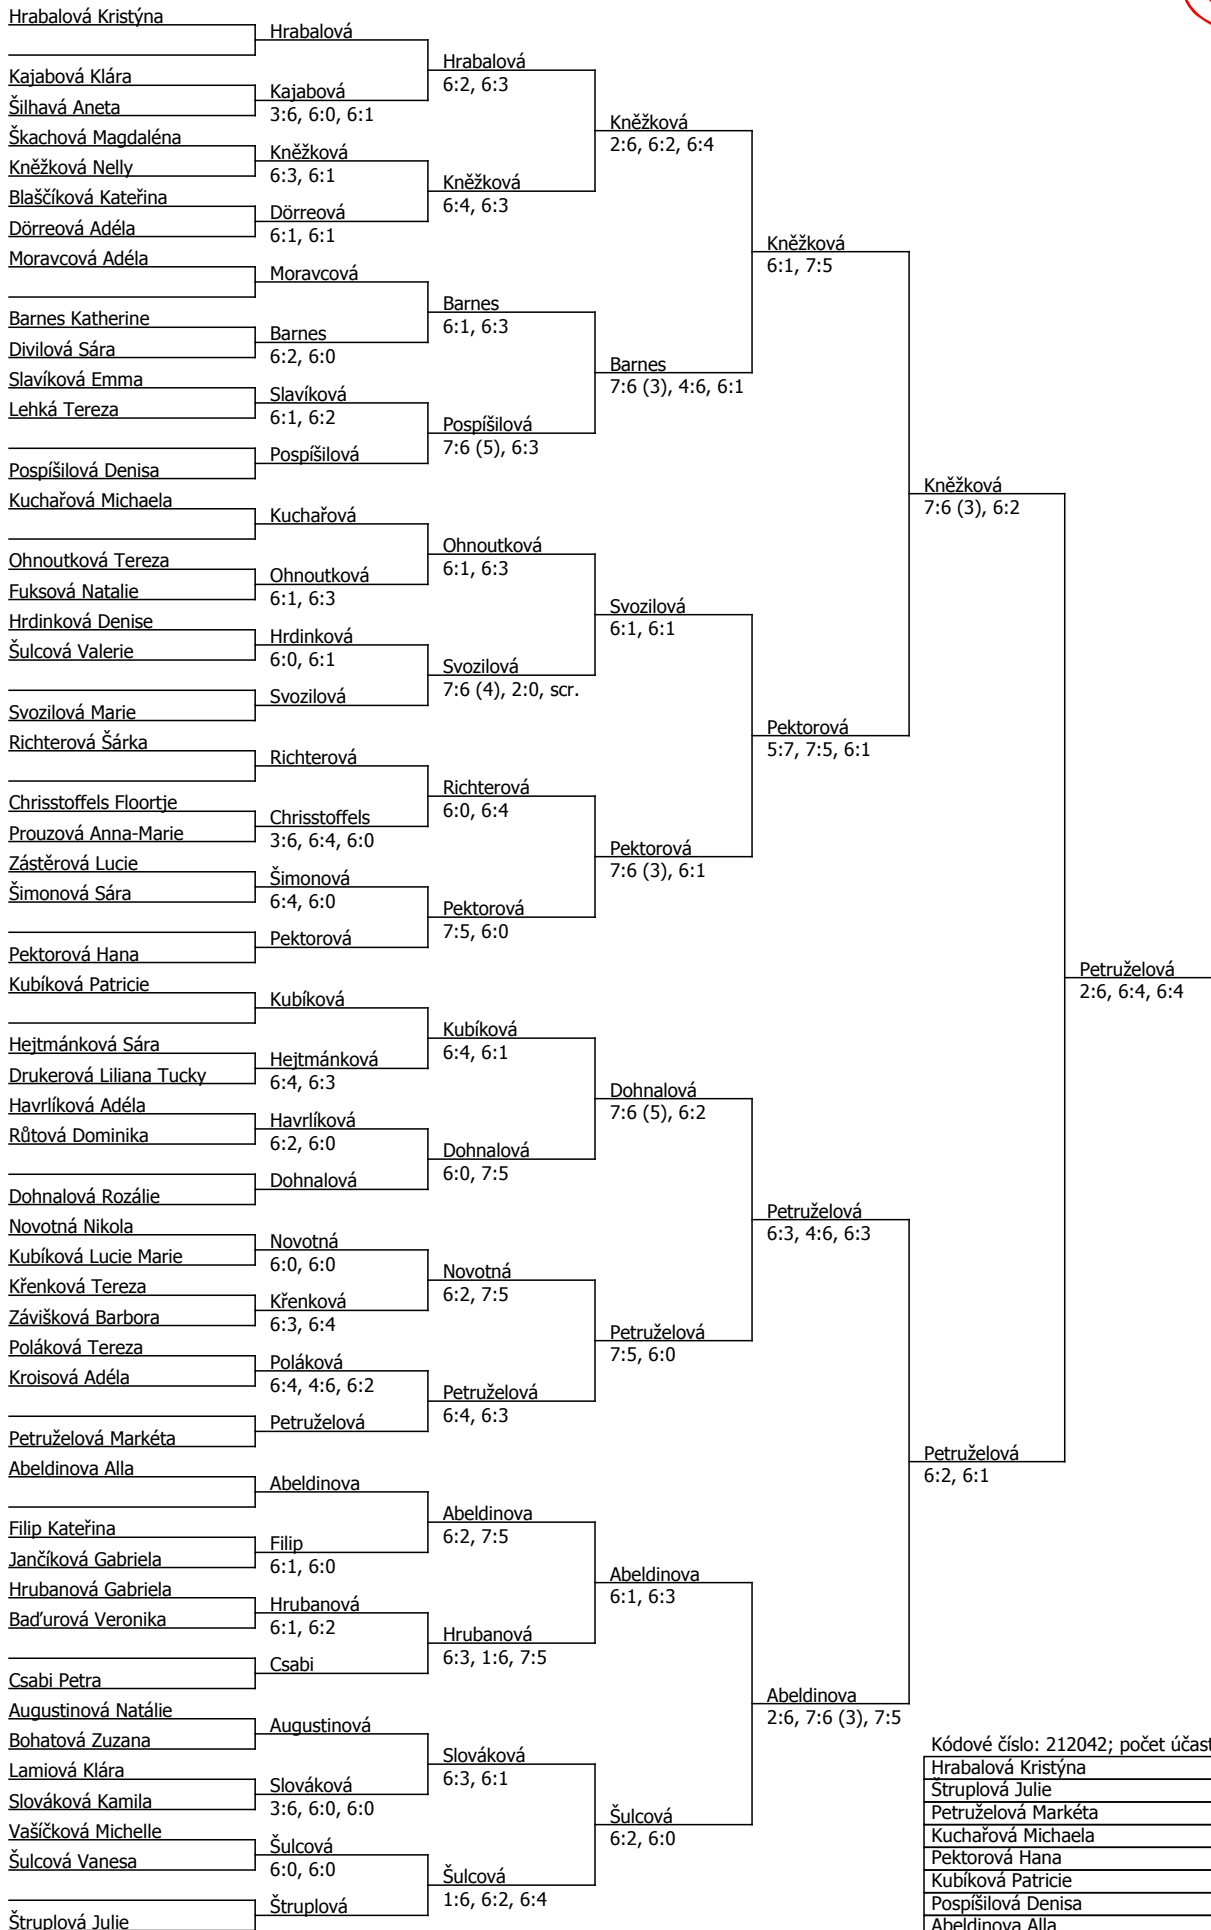 Hrabalová Kristýna
Kajabová Klára
Šilhavá Aneta
Škachová Magdaléna
Kněžková Nelly
Blaščíková Kateřina
Dörreová Adéla
Moravcová Adéla
Barnes Katherine
Divilová Sára
Slavíková Emma
Lehká Tereza
Pospíšilová Denisa
Kuchařová Michaela
Ohnoutková Tereza
Fuksová Natalie
Hrdinková Denise
Šulcová Valerie
Svozilová Marie
Richterová Šárka
Chrisstoffels Floortje
Prouzová Anna-Marie
Zástěrová Lucie
Šimonová Sára
Pektorová Hana
Kubíková Patricie
Hejtmánková Sára
Drukerová Liliana Tucky
Havrlíková Adéla
Růtová Dominika
Dohnalová Rozálie
Novotná Nikola
Kubíková Lucie Marie
Křenková Tereza
Závišková Barbora
Poláková Tereza
Kroisová Adéla
Petruželová Markéta
Abeldinova Alla
Filip Kateřina
Jančíková Gabriela
Hrubanová Gabriela
Baďurová Veronika
Csabi Petra
Augustinová Natálie
Bohatová Zuzana
Lamiová Klára
Slováková Kamila
Vašíčková Michelle
Šulcová Vanesa
Štruplová Julie
Hrabalová
Kajabová
3:6, 6:0, 6:1
Kněžková
6:3, 6:1
Dörreová
6:1, 6:1
Moravcová
Barnes
6:2, 6:0
Slavíková
6:1, 6:2
Pospíšilová
Kuchařová
Ohnoutková
6:1, 6:3
Hrdinková
6:0, 6:1
Svozilová
Richterová
Chrisstoffels
3:6, 6:4, 6:0
Šimonová
6:4, 6:0
Pektorová
Kubíková
Hejtmánková
6:4, 6:3
Havrlíková
6:2, 6:0
Dohnalová
Novotná
6:0, 6:0
Křenková
6:3, 6:4
Poláková
6:4, 4:6, 6:2
Petruželová
Abeldinova
Filip
6:1, 6:0
Hrubanová
6:1, 6:2
Csabi
Augustinová
Slováková
3:6, 6:0, 6:0
Šulcová
6:0, 6:0
Štruplová
Hrabalová
6:2, 6:3
Kněžková
6:4, 6:3
Barnes
6:1, 6:3
Pospíšilová
7:6 (5), 6:3
Ohnoutková
6:1, 6:3
Svozilová
7:6 (4), 2:0, scr.
Richterová
6:0, 6:4
Pektorová
7:5, 6:0
Kubíková
6:4, 6:1
Dohnalová
6:0, 7:5
Novotná
6:2, 7:5
Petruželová
6:4, 6:3
Abeldinova
6:2, 7:5
Hrubanová
6:3, 1:6, 7:5
Slováková
6:3, 6:1
Šulcová
1:6, 6:2, 6:4
Kněžková
2:6, 6:2, 6:4
Barnes
7:6 (3), 4:6, 6:1
Svozilová
6:1, 6:1
Pektorová
7:6 (3), 6:1
Dohnalová
7:6 (5), 6:2
Petruželová
7:5, 6:0
Abeldinova
6:1, 6:3
Šulcová
6:2, 6:0
Kněžková
6:1, 7:5
Pektorová
5:7, 7:5, 6:1
Petruželová
6:3, 4:6, 6:3
Abeldinova
2:6, 7:6 (3), 7:5
Kněžková
7:6 (3), 6:2
Petruželová
6:2, 6:1
Petruželová
2:6, 6:4, 6:4
Kódové číslo: 212042; počet účast
Hrabalová Kristýna
Štruplová Julie
Petruželová Markéta
Kuchařová Michaela
Pektorová Hana
Kubíková Patricie
Pospíšilová Denisa
Abeldinova Alla